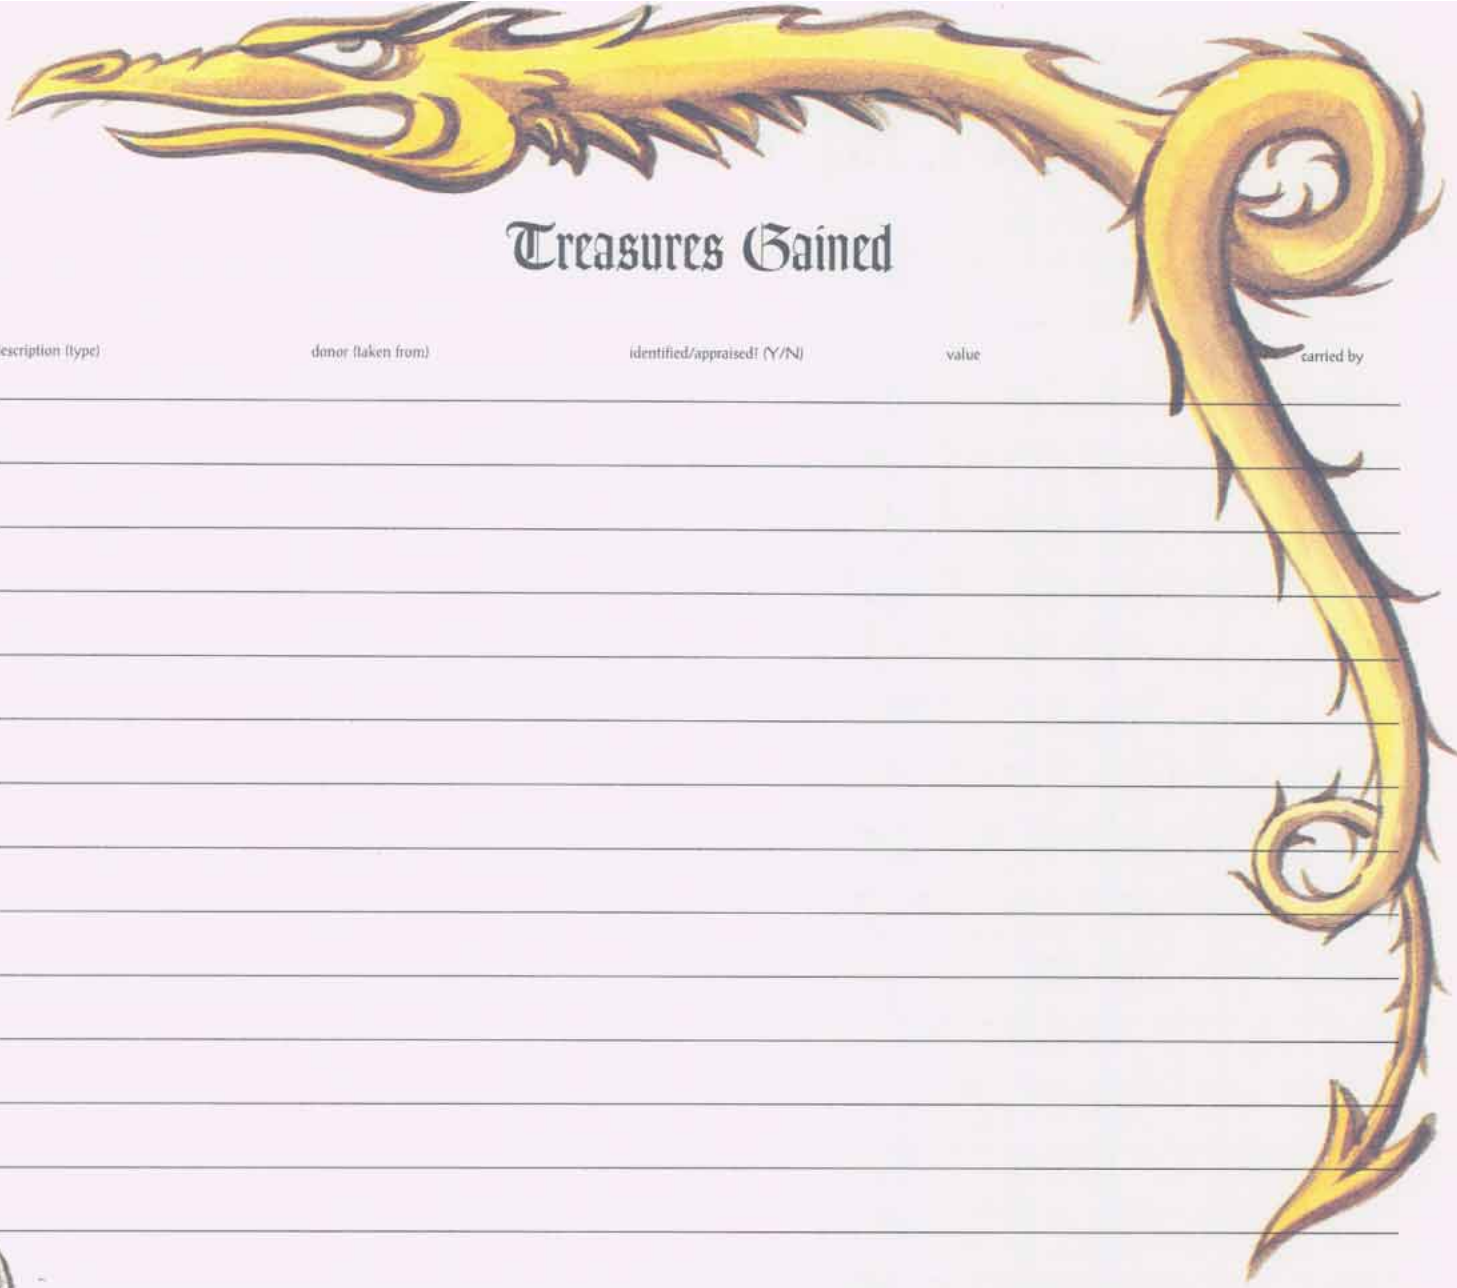 Treasures Gained
escription (type) donor (taken from) identified/appraised? (Y/N) value carried by